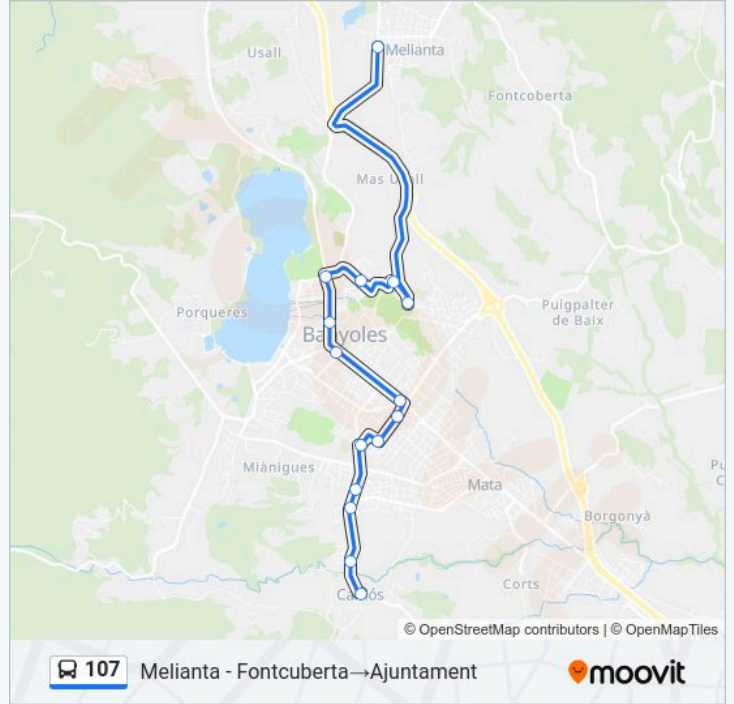 Usall
Melianta
Fontcoberta
Mas Usall
Porqueres
Puigpalter
de Baix
Banyoles
Miànigues
Mata
Borgonyà
Corts
Camós
© OpenStreetMap contributors | © OpenMapTiles
107 Melianta - Fontcuberta→Ajuntament
moovit